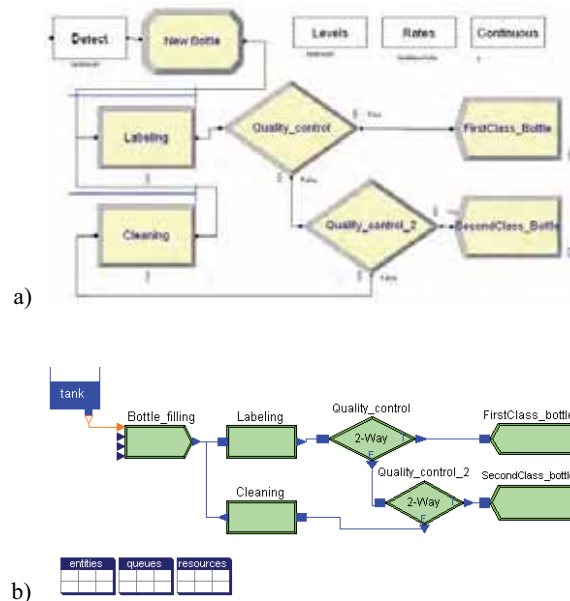 Detect
New Bottle
Levels
Rates
Continuous
Labeling
Quality_control
True
FirstClass_Bottle
False
Cleaning
Quality_control_2
SecondClass_Bottle
False
a)
tank
Bottle_filling
Labeling
Quality_control
2-Way
T
F
FirstClass_bottle
Cleaning
Quality_control_2
2-Way
T
F
SecondClass_bottle
entities queues resources
b)